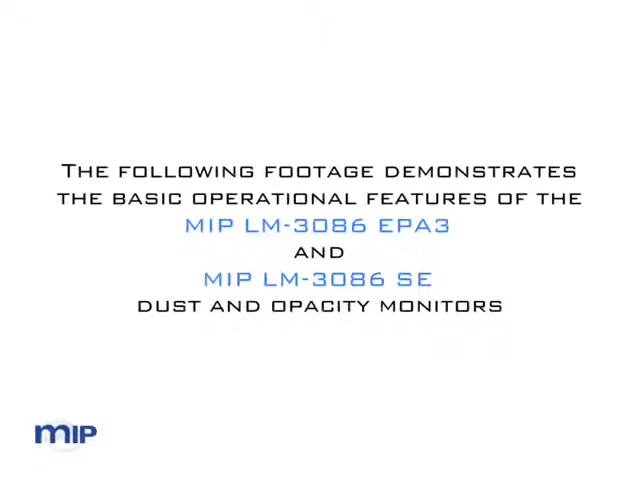 The following footage demonstrates
the basic operational features of the
MIP LM-3086 EPA3
and
MIP LM-3086 SE
dust and opacity monitors
mip